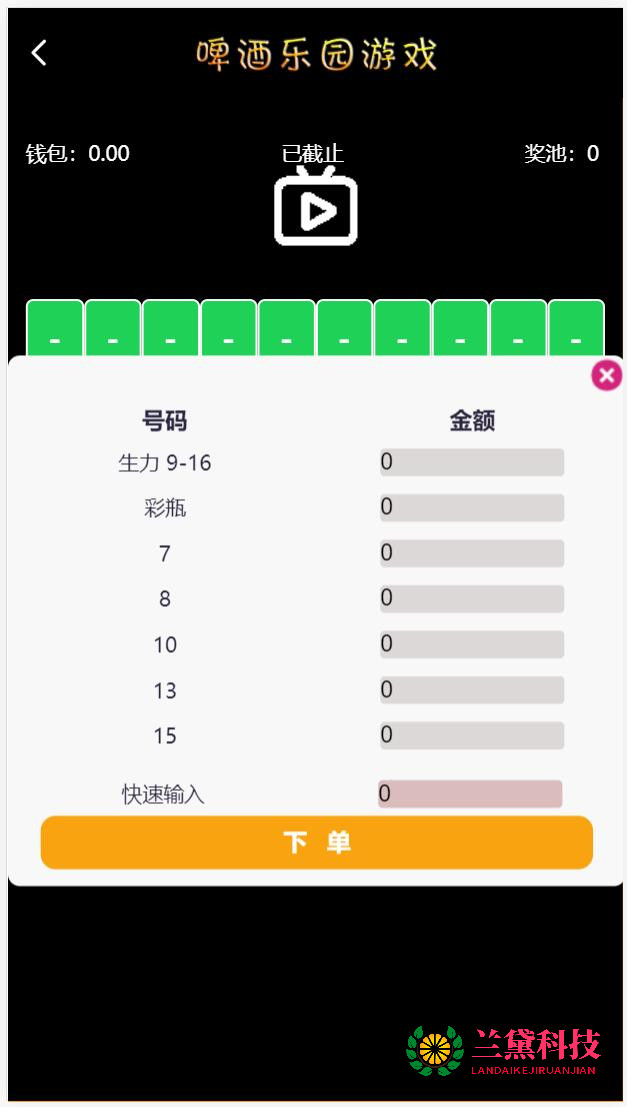 啤酒乐园游戏
钱包：0.00 已截止 奖池：0
- - - - - - - - - -
号码 金额
生力 9-16 0
彩瓶 0
7 0
8 0
10 0
13 0
15 0
快速输入 0
下 单
兰黛科技
LANDAIKEJIRUANJIAN